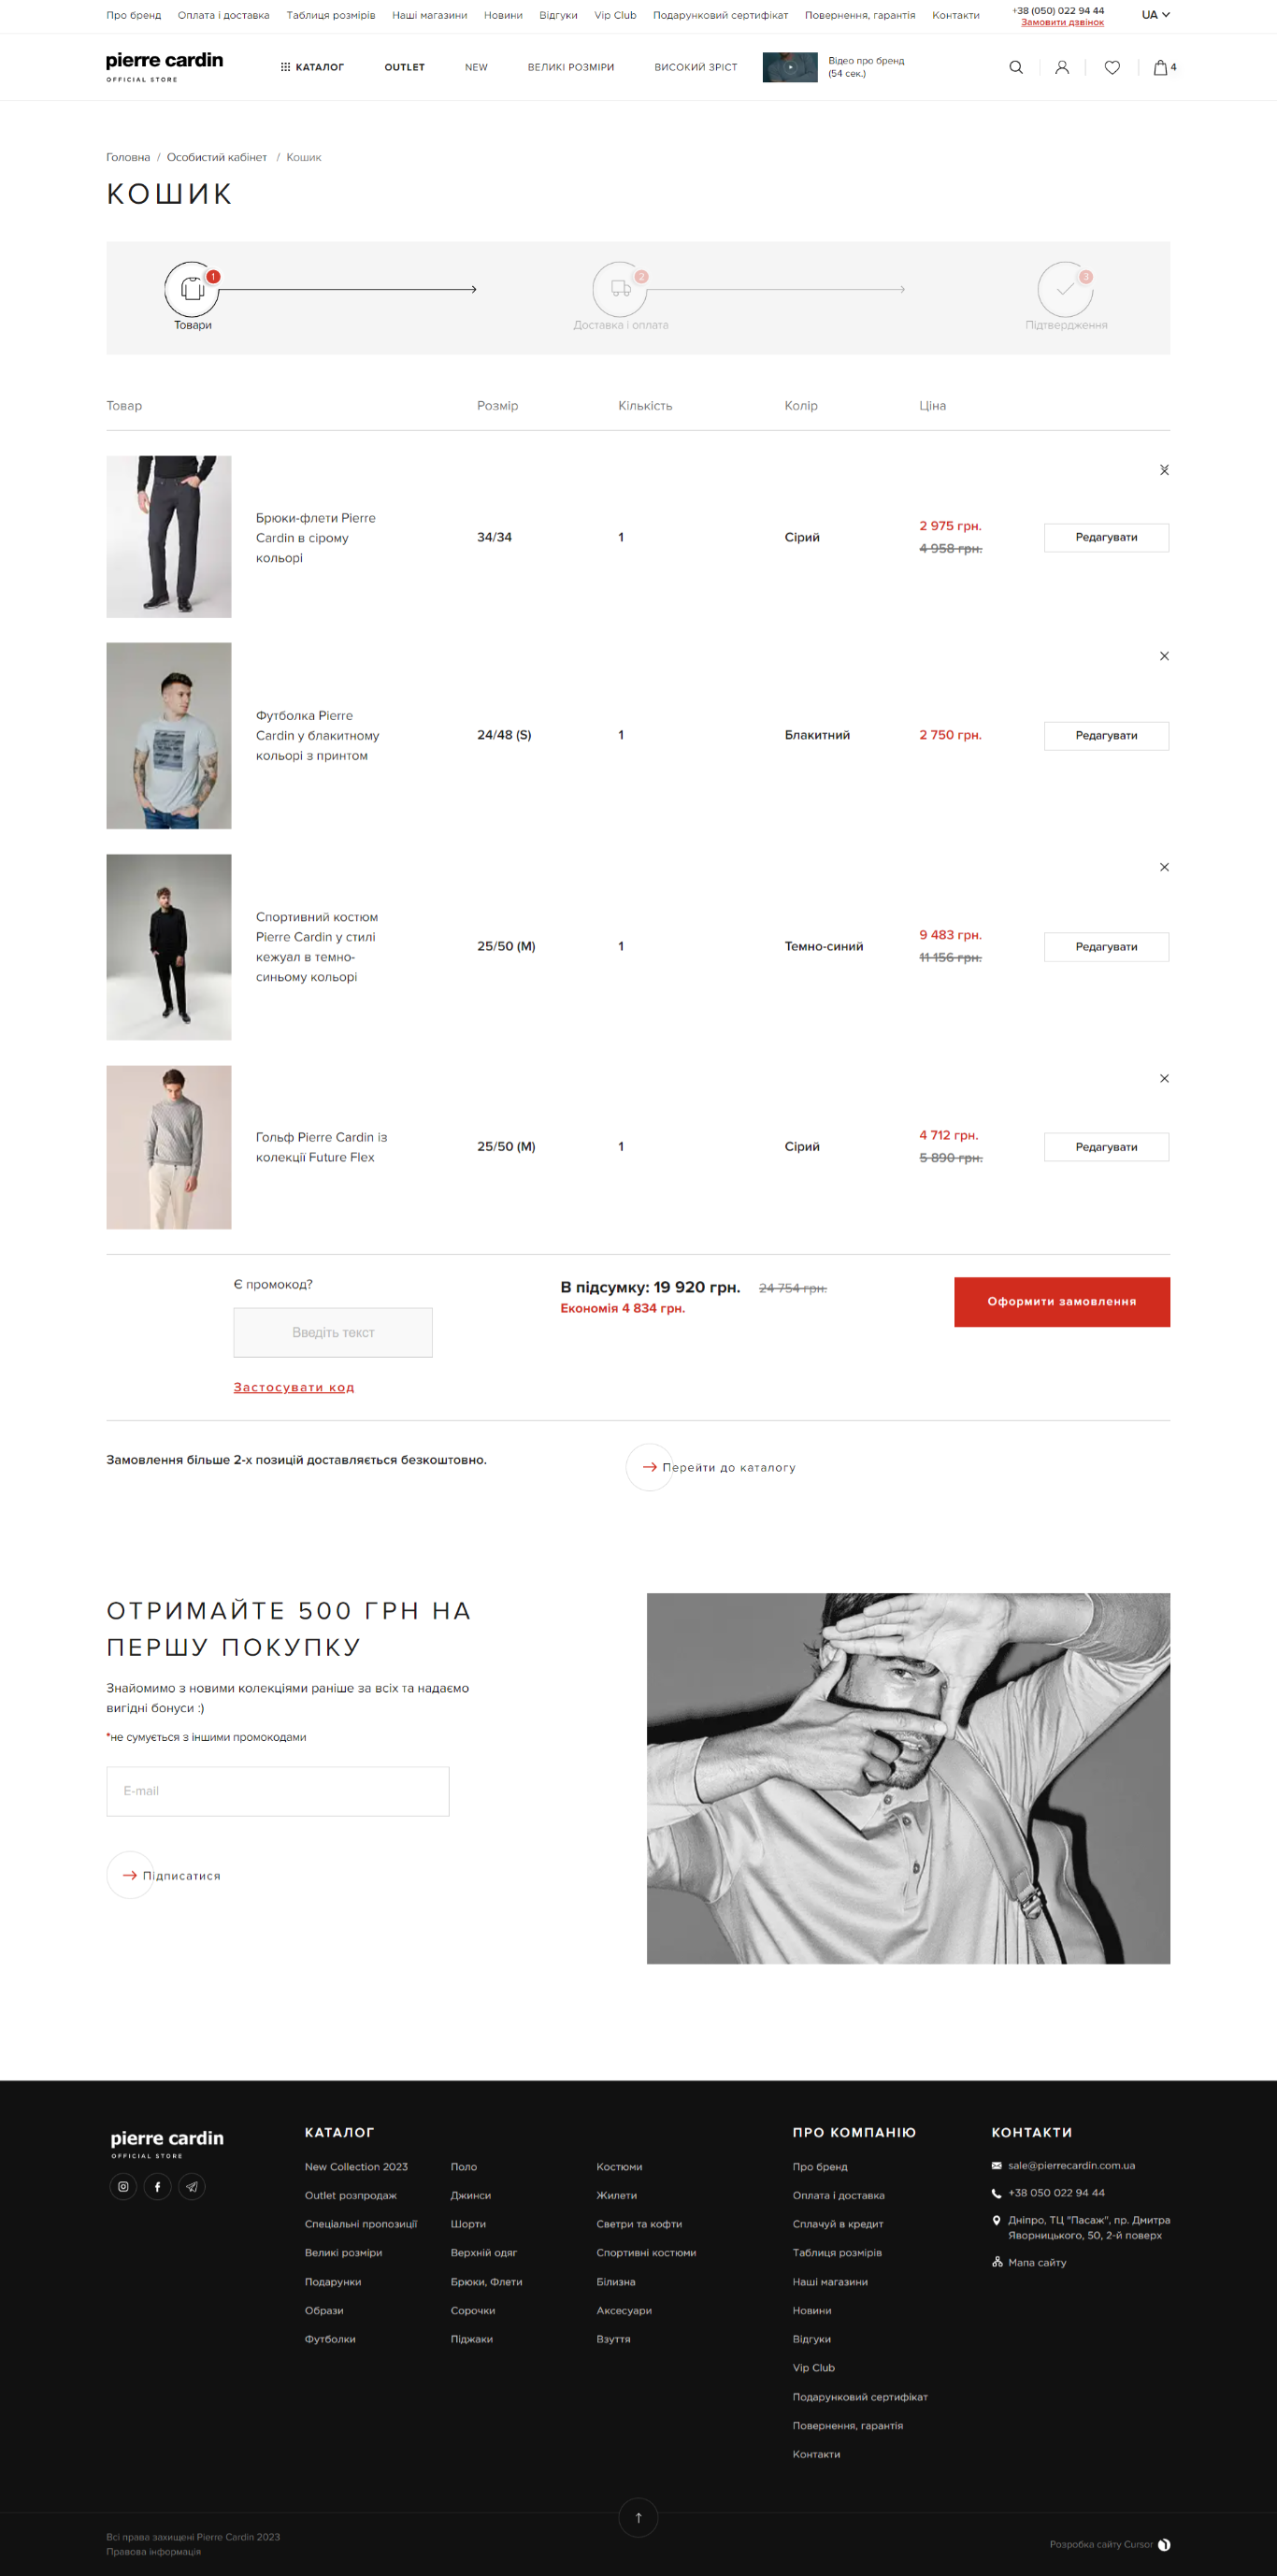 Про бренд Оплата і доставка Таблиця розмірів Наші магазини Новини Відгуки Vip Club Подарунковий сертифікат Повернення, гарантія Контакти +38 (050) 022 94 44 UA
Замовити дзвінок
pierre cardin
OFFICIAL STORE
КАТАЛОГ OUTLET NEW ВЕЛИКІ РОЗМІРИ ВИСОКИЙ ЗРІСТ Відео про бренд
(54 сек.)
4
Головна / Особистий кабінет / Кошик
КОШИК
1 2 3
Товари Доставка і оплата Підтвердження
Товар Розмір Кількість Колір Ціна
Брюки-флети Pierre
Cardin в сірому
кольорі
34/34 1 Сірий 2 975 грн.
4 958 грн.
Редагувати
Футболка Pierre
Cardin у блакитному
кольорі з принтом
24/48 (S) 1 Блакитний 2 750 грн. Редагувати
Спортивний костюм
Pierre Cardin у стилі
кежуал в темно-
синьому кольорі
25/50 (M) 1 Темно-синий 9 483 грн.
11 156 грн.
Редагувати
Гольф Pierre Cardin із
колекції Future Flex
25/50 (M) 1 Сірий 4 712 грн.
5 890 грн.
Редагувати
Є промокод?
Введіть текст
Застосувати код
В підсумку: 19 920 грн. 24 754 грн.
Економія 4 834 грн.
Оформити замовлення
Замовлення більше 2-х позицій доставляється безкоштовно.
Перейти до каталогу
ОТРИМАЙТЕ 500 ГРН НА
ПЕРШУ ПОКУПКУ
Знайомимо з новими колекціями раніше за всіх та надаємо
вигідні бонуси :)
*не сумується з іншими промокодами
E-mail
Підписатися
pierre cardin
OFFICIAL STORE
КАТАЛОГ
New Collection 2023
Outlet розпродаж
Спеціальні пропозиції
Великі розміри
Подарунки
Образи
Футболки
Поло
Джинси
Шорти
Верхній одяг
Брюки, Флети
Сорочки
Піджаки
Костюми
Жилети
Светри та кофти
Спортивні костюми
Білизна
Аксесуари
Взуття
ПРО КОМПАНІЮ
Про бренд
Оплата і доставка
Сплачуй в кредит
Таблиця розмірів
Наші магазини
Новини
Відгуки
Vip Club
Подарунковий сертифікат
Повернення, гарантія
Контакти
КОНТАКТИ
sale@pierrecardin.com.ua
+38 050 022 94 44
Дніпро, ТЦ "Пасаж", пр. Дмитра
Яворницького, 50, 2-й поверх
Мапа сайту
Всі права захищені Pierre Cardin 2023
Правова інформація
Розробка сайту Cursor